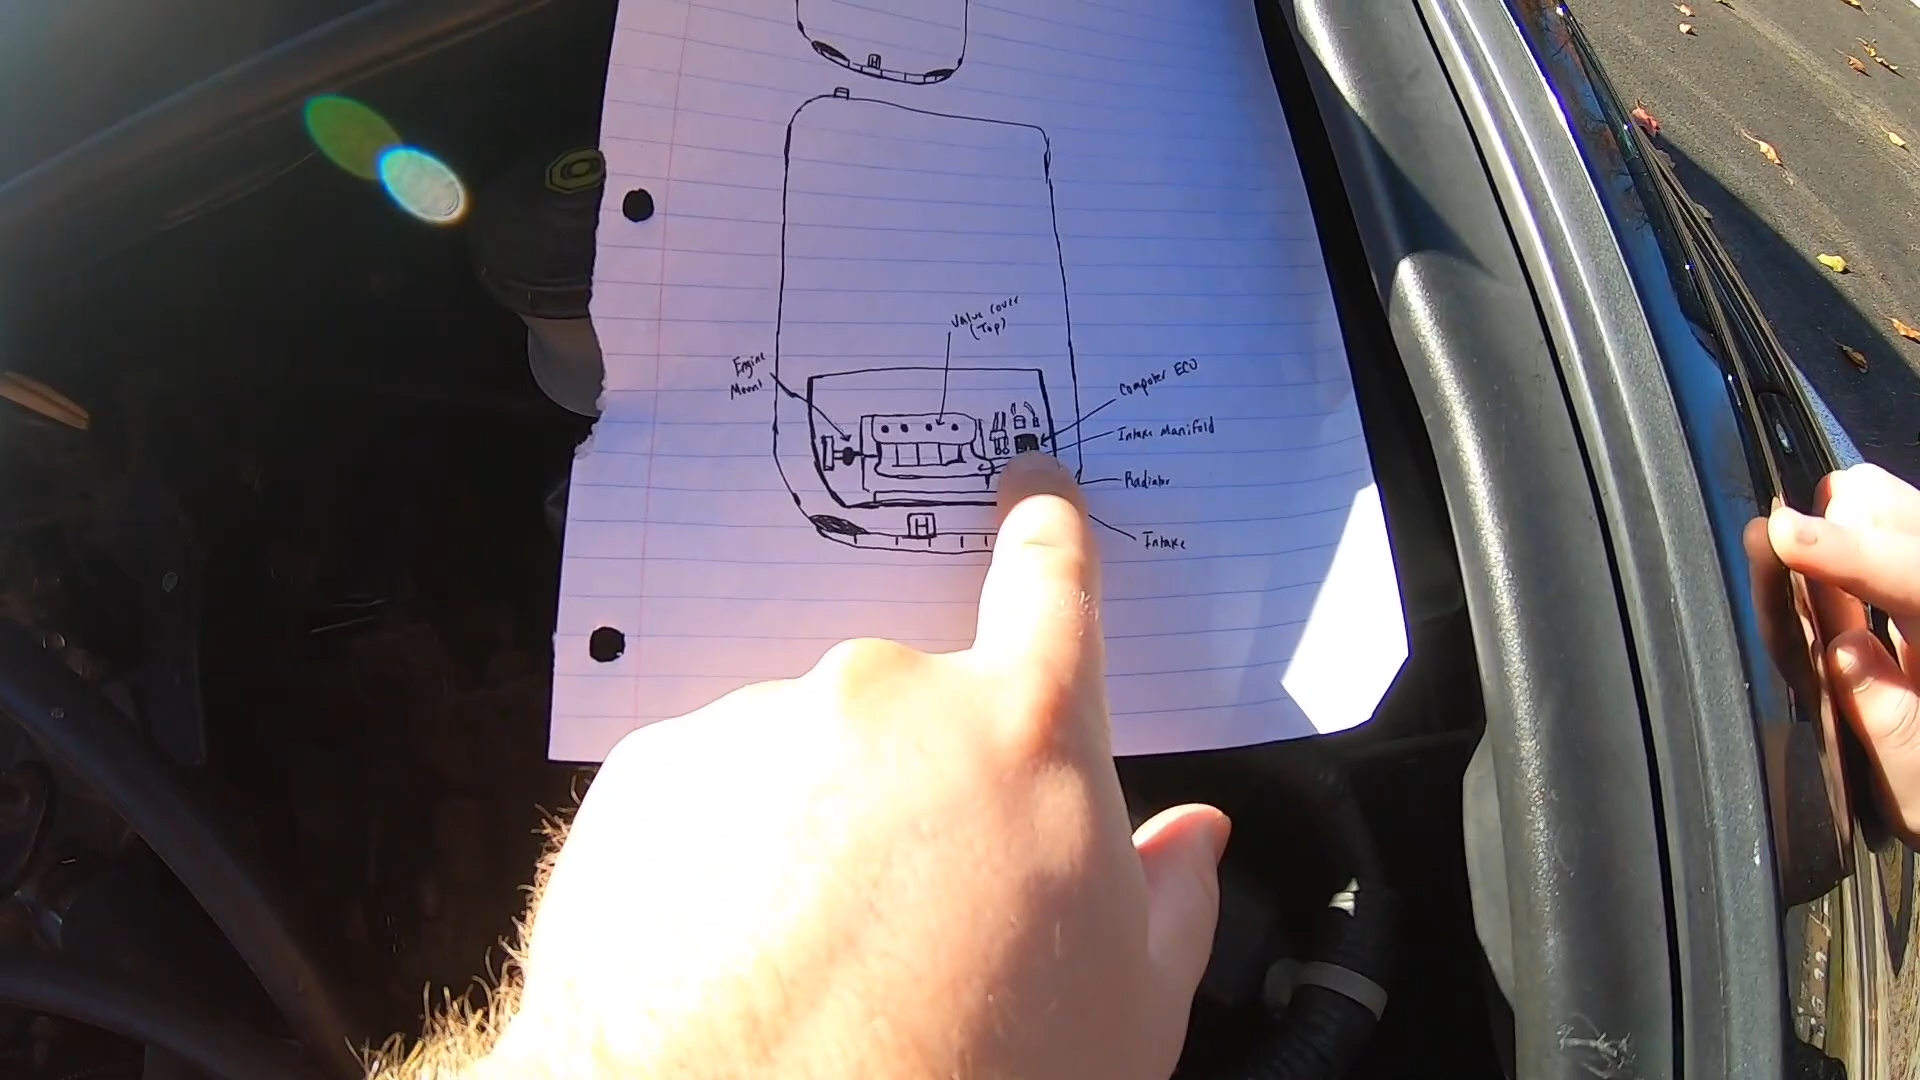 Valve cover
(Top)
Engine
Mount
Computer ECU
Intake Manifold
Radiator
H
Intake
H